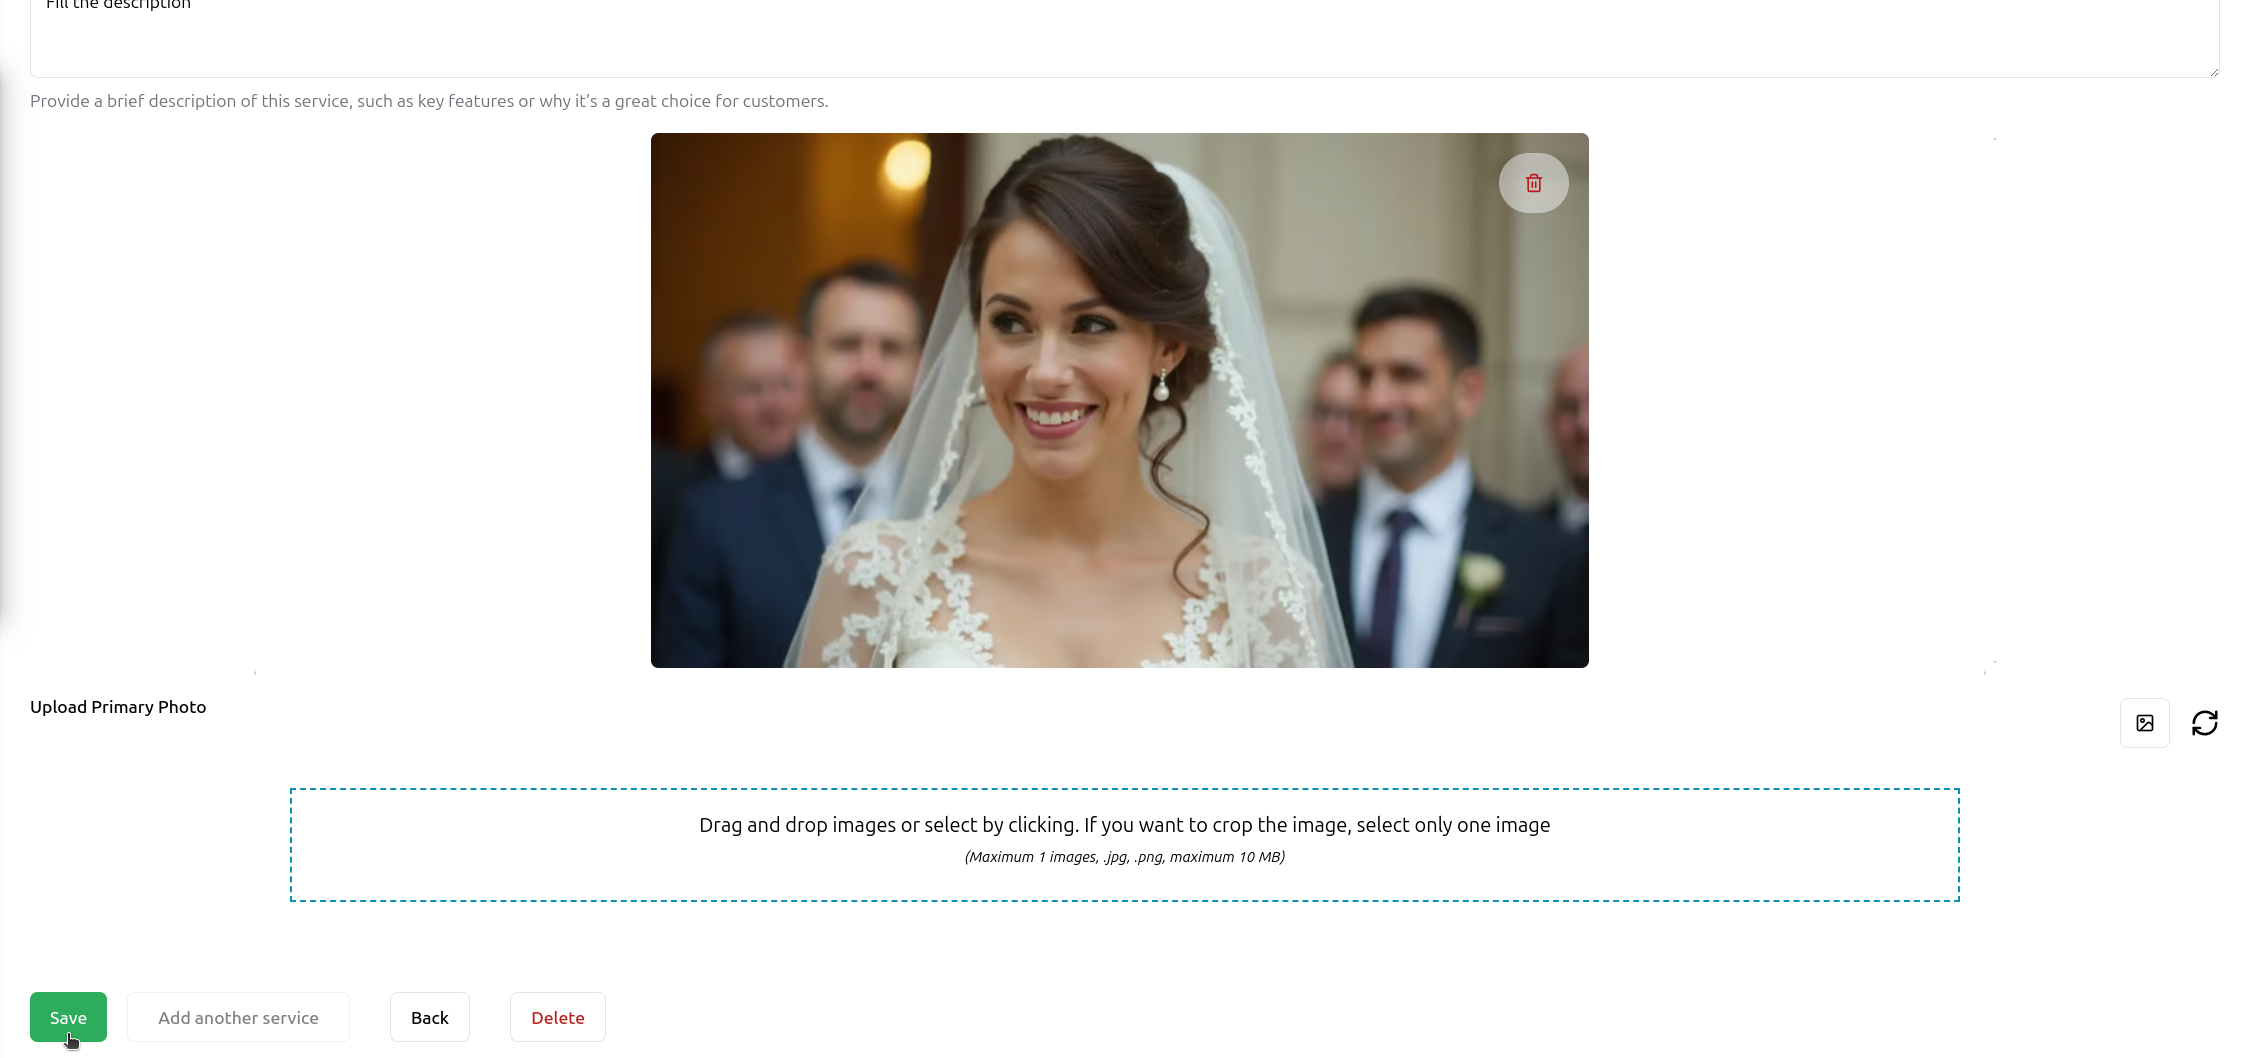 Fill the description
Provide a brief description of this service, such as key features or why it’s a great choice for customers.
Upload Primary Photo
Drag and drop images or select by clicking. If you want to crop the image, select only one image
(Maximum 1 images, .jpg, .png, maximum 10 MB)
Save
Add another service
Back
Delete